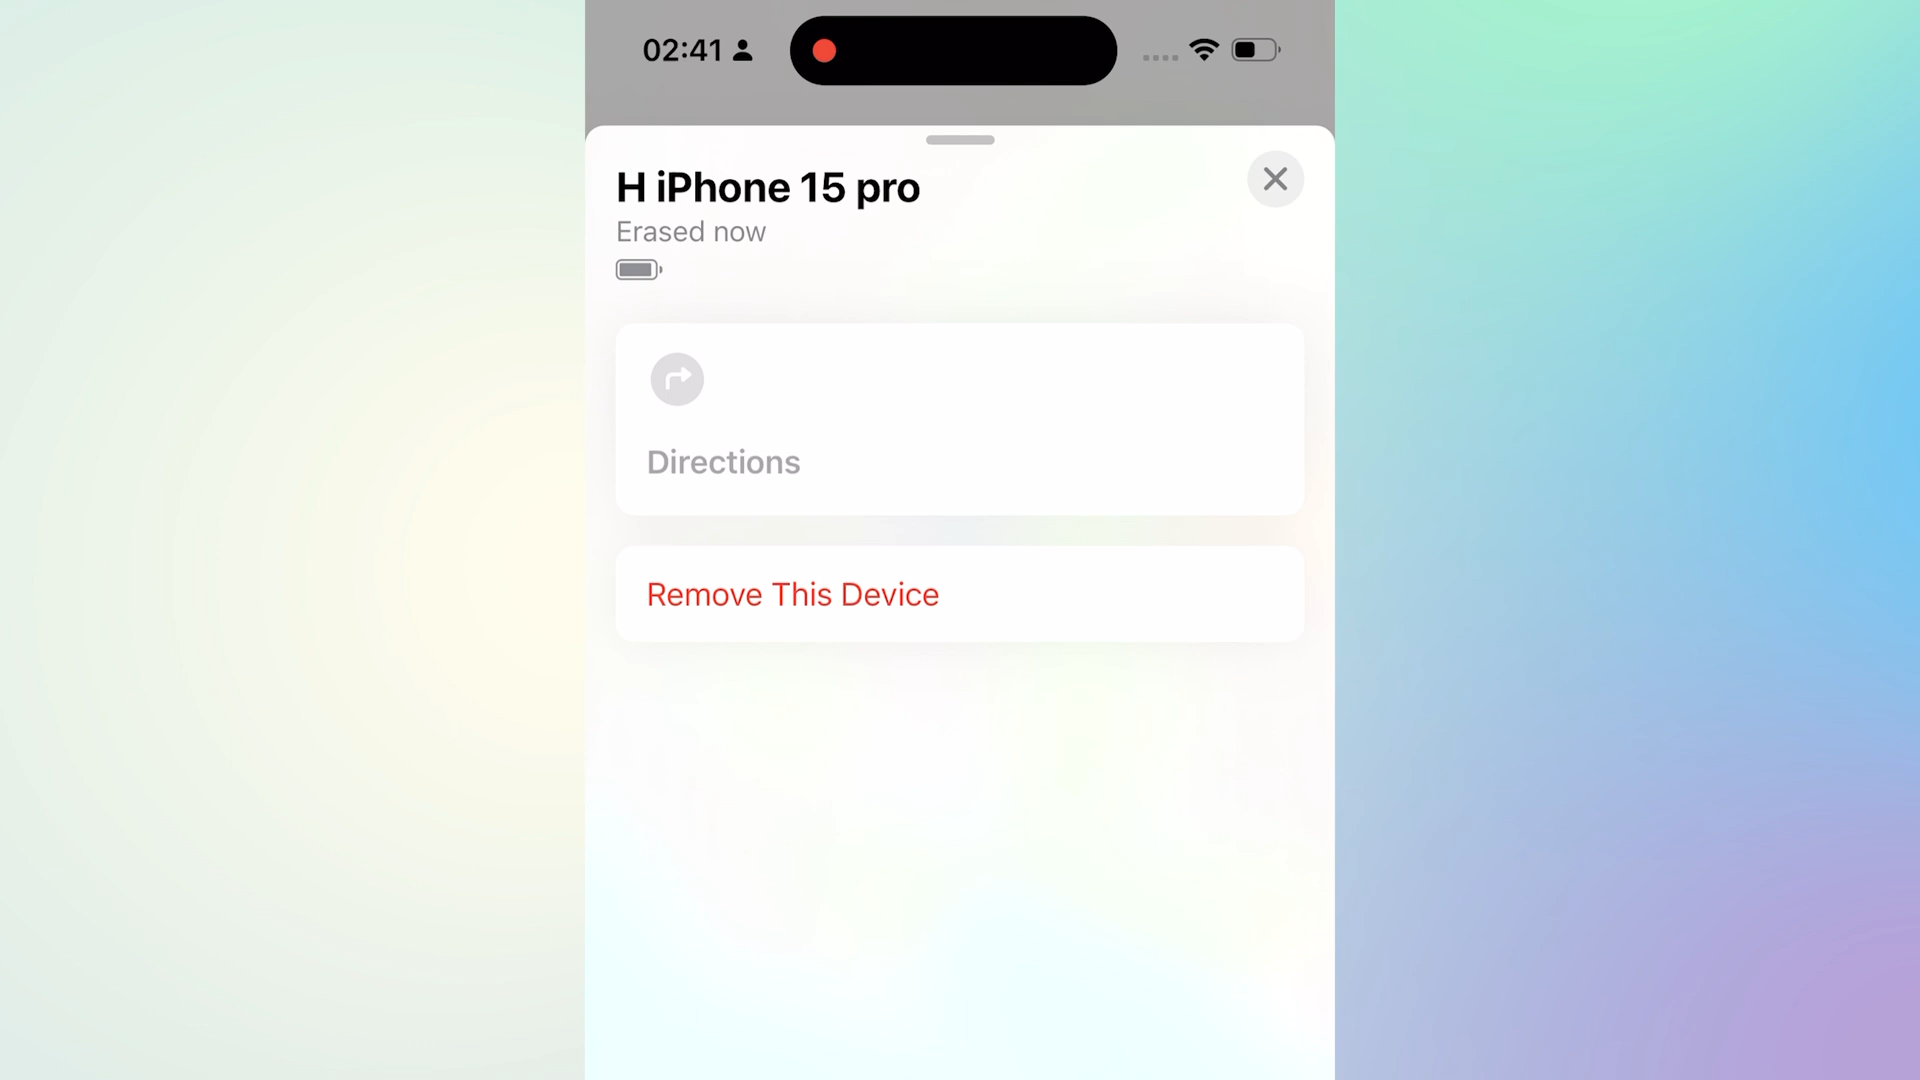 02:41
H iPhone 15 pro
Erased now
Directions
Remove This Device